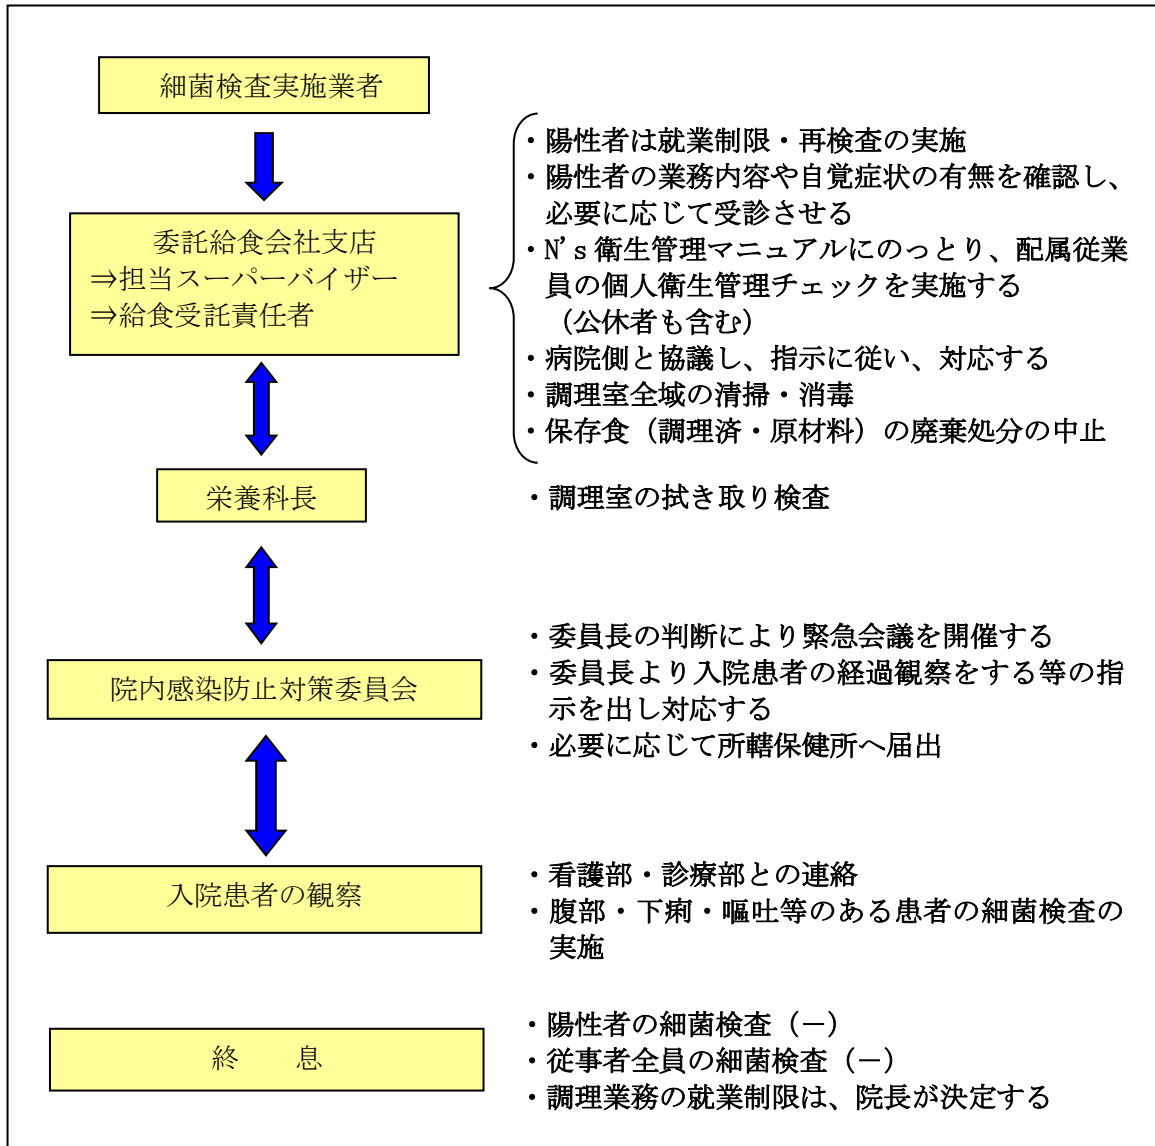 細菌検査実施業者
委託給食会社支店
⇒担当スーパーバイザー
⇒給食受託責任者
・陽性者は就業制限・再検査の実施
・陽性者の業務内容や自覚症状の有無を確認し、
必要に応じて受診させる
・N's衛生管理マニュアルにのっとり、配属従業
員の個人衛生管理チェックを実施する
（公休者も含む）
・病院側と協議し、指示に従い、対応する
・調理室全域の清掃・消毒
・保存食（調理済・原材料）の廃棄処分の中止
栄養科長
・調理室の拭き取り検査
院内感染防止対策委員会
・委員長の判断により緊急会議を開催する
・委員長より入院患者の経過観察をする等の指
示を出し対応する
・必要に応じて所轄保健所へ届出
入院患者の観察
・看護部・診療部との連絡
・腹部・下痢・嘔吐等のある患者の細菌検査の
実施
終　　息
・陽性者の細菌検査（－）
・従事者全員の細菌検査（－）
・調理業務の就業制限は、院長が決定する